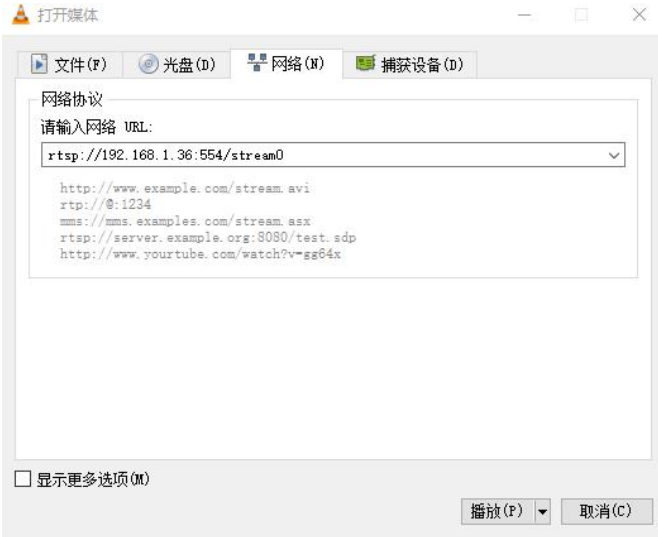 打开媒体
文件(F) 光盘(D) 网络(N) 捕获设备(D)
网络协议
请输入网络 URL:
rtsp://192.168.1.36:554/stream0
http://www.example.com/stream.avi
rtp://@:1234
mms://mms.examples.com/stream.asx
rtsp://server.example.org:8080/test.sdp
http://www.yourtube.com/watch?v=gg64x
显示更多选项(M)
播放(P) 取消(C)